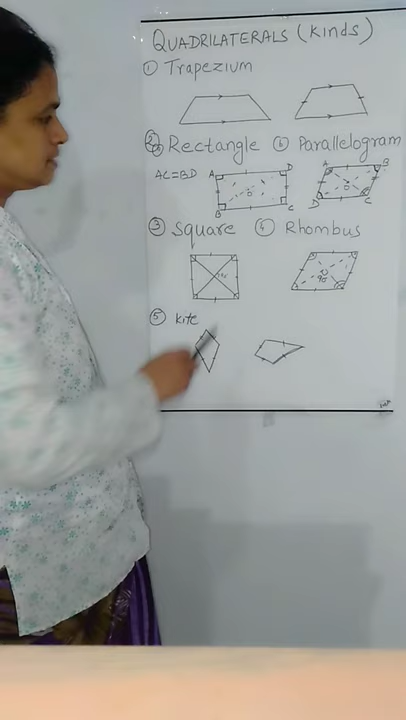 QUADRILATERALS (Kinds)
① Trapezium
② Rectangle ⑥ Parallelogram
AC=BD A D A B
O O
B C D C
③ Square ④ Rhombus
90°
⑤ Kite